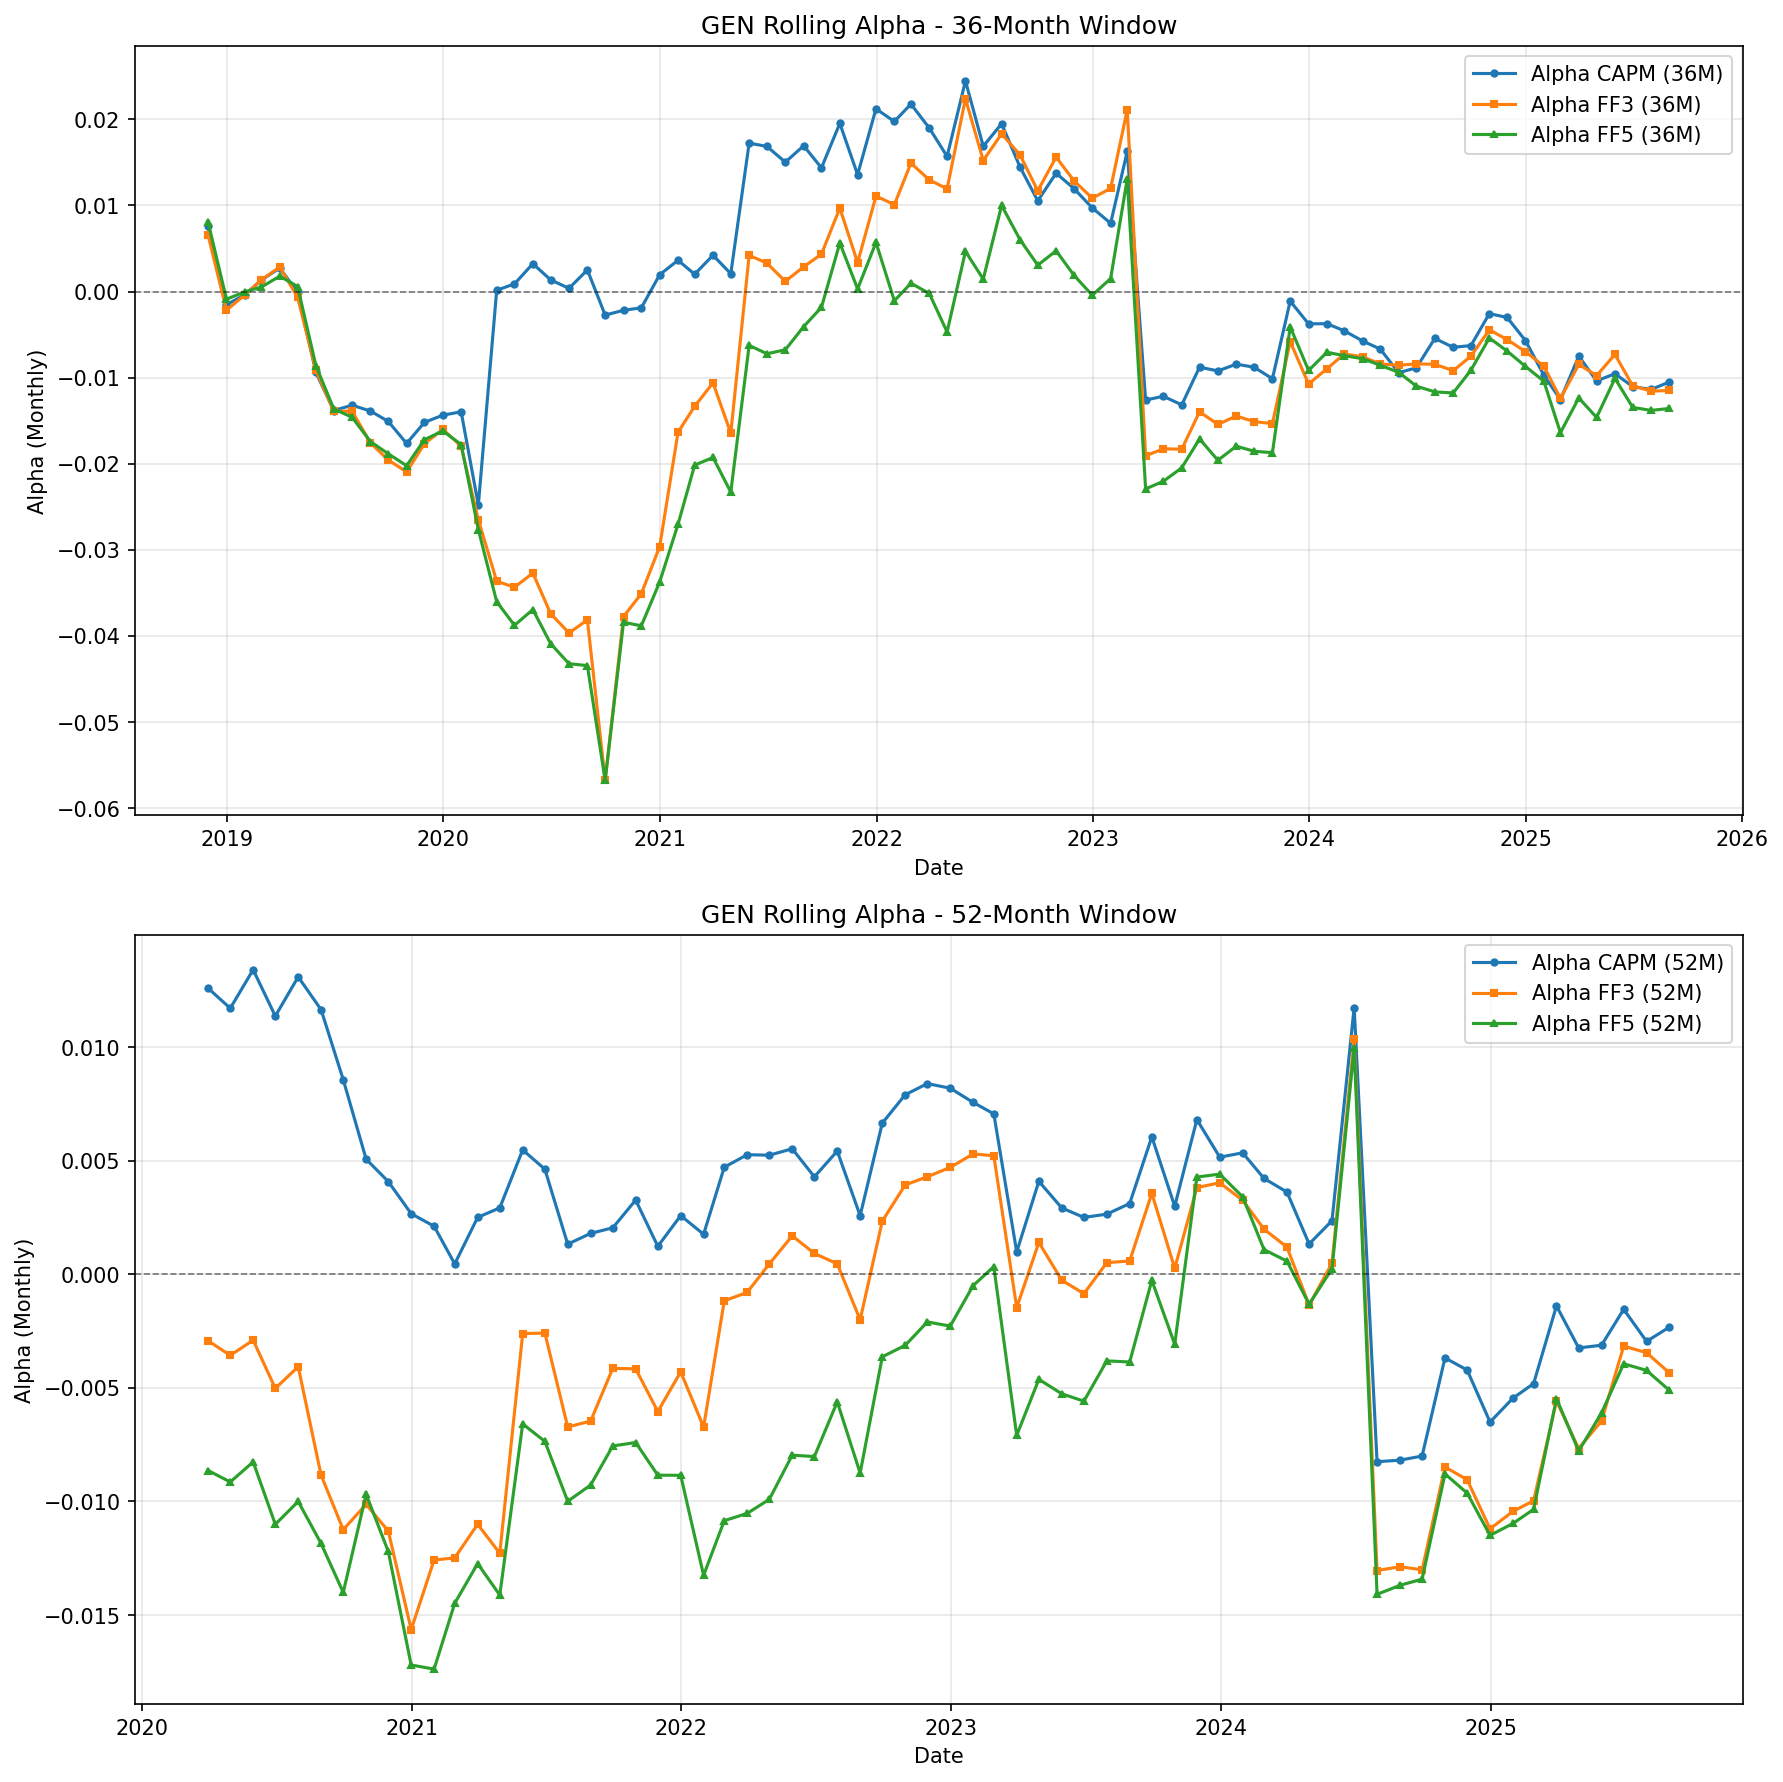 GEN Rolling Alpha - 36-Month Window
Alpha CAPM (36M)
Alpha FF3 (36M)
Alpha FF5 (36M)
Alpha (Monthly)
0.02
0.01
0.00
−0.01
−0.02
−0.03
−0.04
−0.05
−0.06
2019 2020 2021 2022 2023 2024 2025 2026
Date
GEN Rolling Alpha - 52-Month Window
Alpha CAPM (52M)
Alpha FF3 (52M)
Alpha FF5 (52M)
Alpha (Monthly)
0.010
0.005
0.000
−0.005
−0.010
−0.015
2020 2021 2022 2023 2024 2025
Date